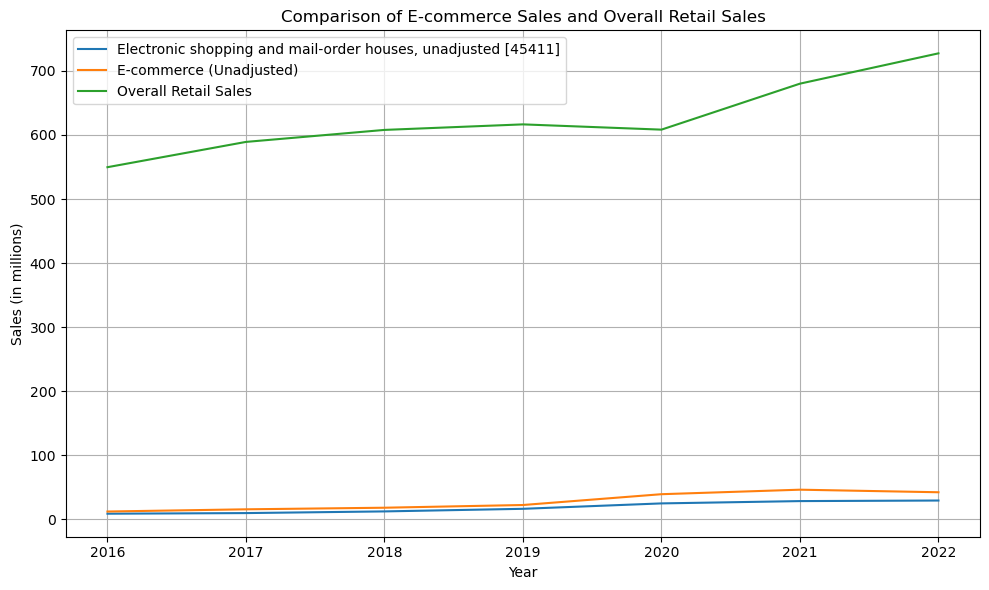 Comparison of E-commerce Sales and Overall Retail Sales
Electronic shopping and mail-order houses, unadjusted [45411]
E-commerce (Unadjusted)
Overall Retail Sales
Sales (in millions)
700
600
500
400
300
200
100
0
2016 2017 2018 2019 2020 2021 2022
Year